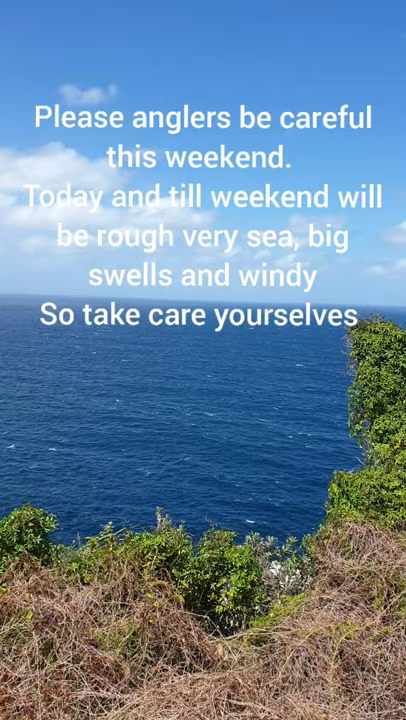 Please anglers be careful
this weekend.
Today and till weekend will
be rough very sea, big
swells and windy
So take care yourselves